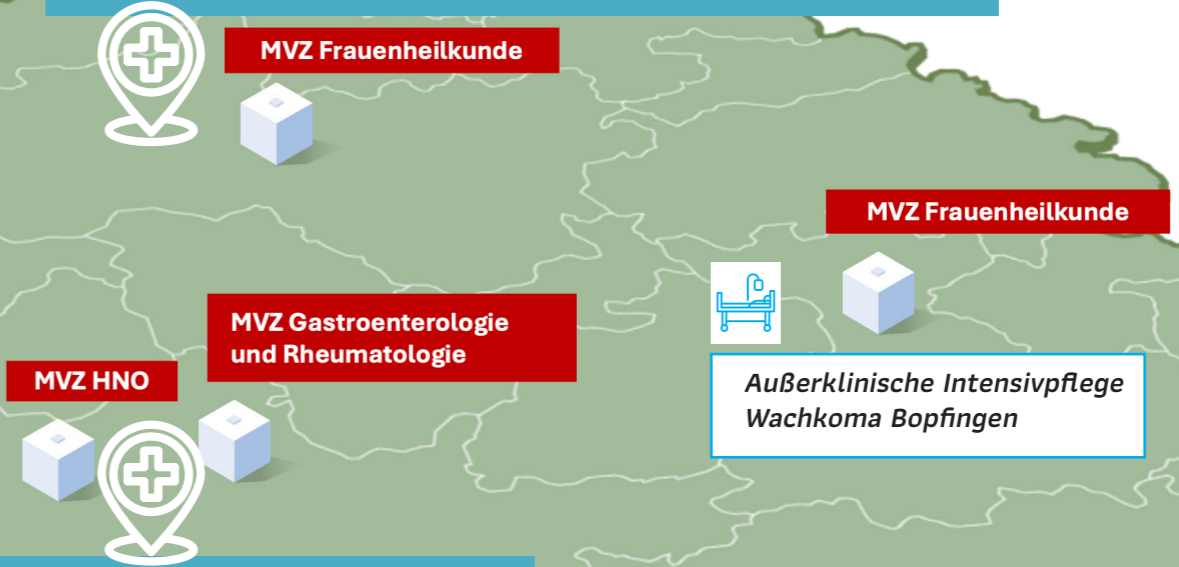 MVZ Frauenheilkunde
MVZ Frauenheilkunde
MVZ Gastroenterologie
und Rheumatologie
MVZ HNO
Außerklinische Intensivpflege
Wachkoma Bopfingen